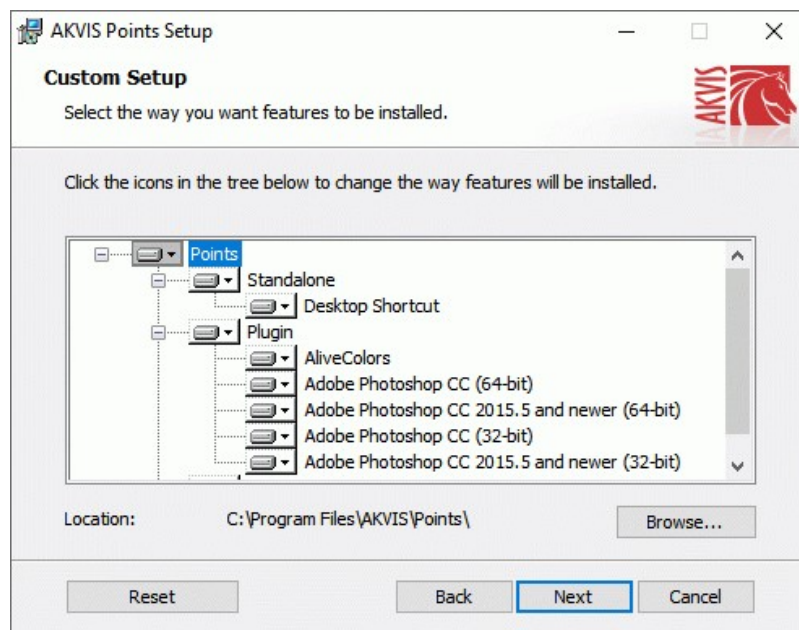 AKVIS Points Setup
Custom Setup
Select the way you want features to be installed.
AKVIS
Click the icons in the tree below to change the way features will be installed.
Points
Standalone
Desktop Shortcut
Plugin
AliveColors
Adobe Photoshop CC (64-bit)
Adobe Photoshop CC 2015.5 and newer (64-bit)
Adobe Photoshop CC (32-bit)
Adobe Photoshop CC 2015.5 and newer (32-bit)
Location: C:\Program Files\AKVIS\Points\ Browse...
Reset Back Next Cancel